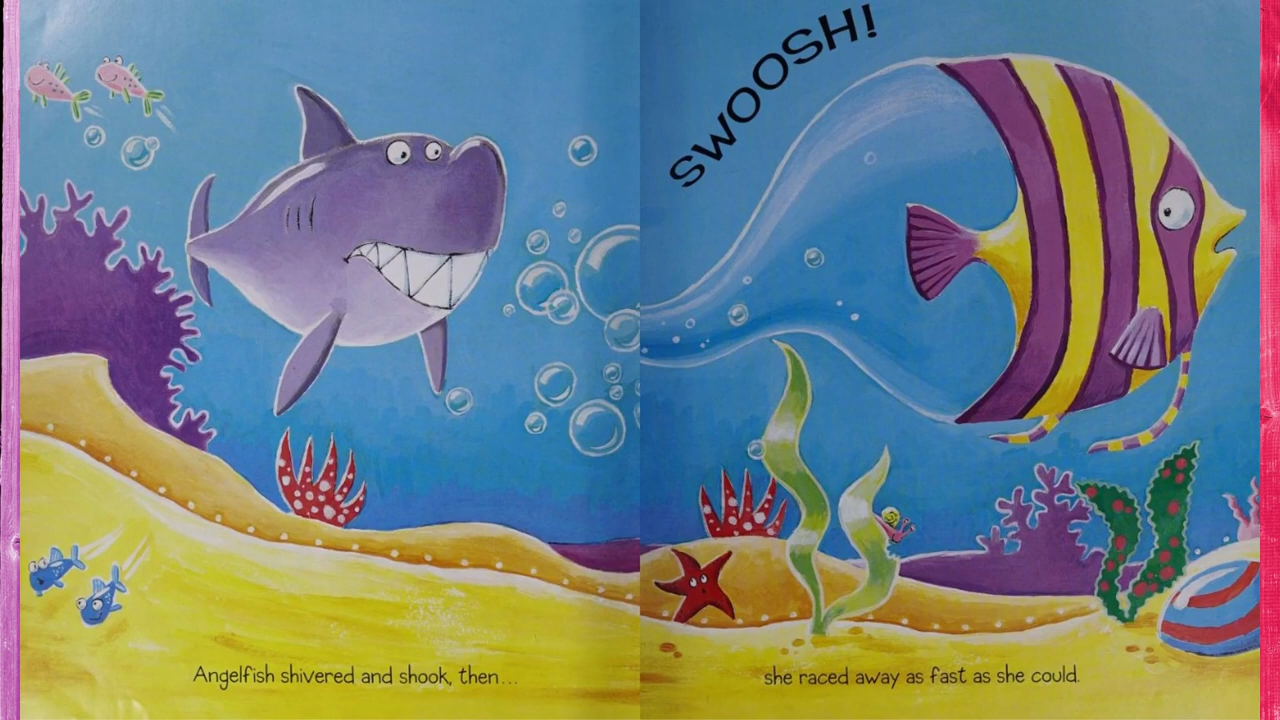 SWOOSH!
Angelfish shivered and shook, then...
she raced away as fast as she could.